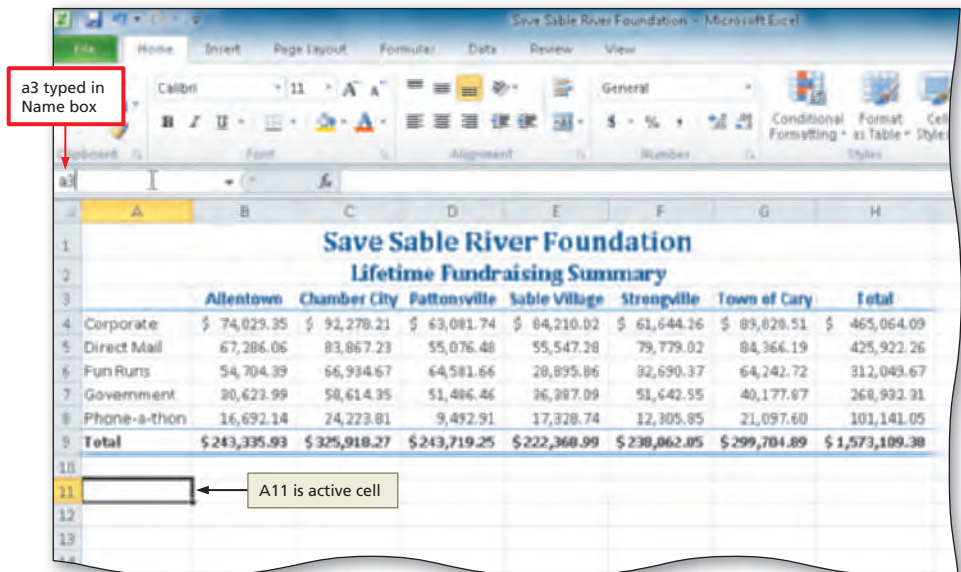 Save Sable River Foundation - Microsoft Excel
File Home Insert Page Layout Formulas Data Review View
a3 typed in
Name box
Calibri 11 A A General
B I U A $ % , Conditional Format Cell
Formatting as Table Styles
Clipboard Font Alignment Number Styles
a3 fx
A B C D E F G H
1 Save Sable River Foundation
2 Lifetime Fundraising Summary
3 Allentown Chamber City Pattonsville Sable Village Strongville Town of Cary Total
4 Corporate $ 74,029.35 $ 92,278.21 $ 63,081.74 $ 84,210.02 $ 61,644.26 $ 89,820.51 $ 465,064.09
5 Direct Mail 67,286.06 83,867.23 55,076.48 55,547.28 79,779.02 84,366.19 425,922.26
6 Fun Runs 54,704.39 66,934.67 64,581.66 28,895.86 32,690.37 64,242.72 312,049.67
7 Government 30,623.99 58,614.35 51,486.46 36,387.09 51,642.55 40,177.87 268,932.31
8 Phone-a-thon 16,692.14 24,223.81 9,492.91 17,328.74 12,305.85 21,097.60 101,141.05
9 Total $243,335.93 $325,918.27 $243,719.25 $222,368.99 $238,062.05 $299,704.89 $1,573,109.38
10
11 A11 is active cell
12
13